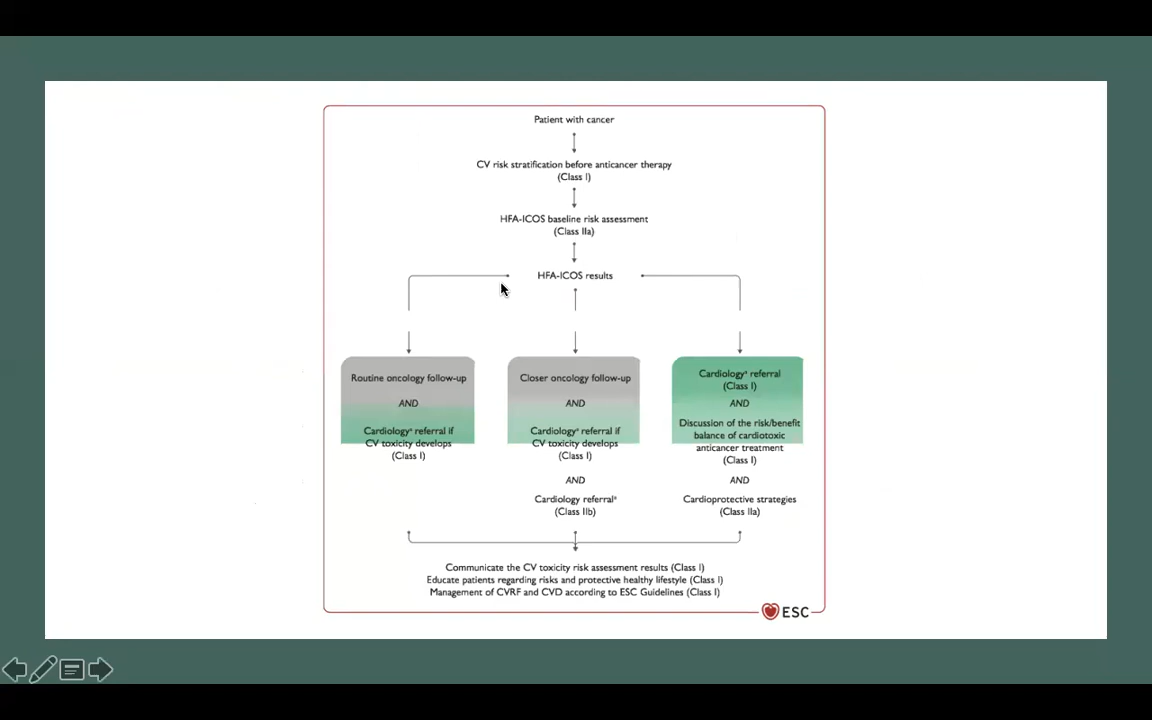 Patient with cancer
CV risk stratification before anticancer therapy
(Class I)
HFA-ICOS baseline risk assessment
(Class IIa)
HFA-ICOS results
Routine oncology follow-up
AND
Cardiologyᵃ referral if
CV toxicity develops
(Class I)
Closer oncology follow-up
AND
Cardiologyᵃ referral if
CV toxicity develops
(Class I)
AND
Cardiology referralᵃ
(Class IIb)
Cardiologyᵃ referral
(Class I)
AND
Discussion of the risk/benefit
balance of cardiotoxic
anticancer treatment
(Class I)
AND
Cardioprotective strategies
(Class IIa)
Communicate the CV toxicity risk assessment results (Class I)
Educate patients regarding risks and protective healthy lifestyle (Class I)
Management of CVRF and CVD according to ESC Guidelines (Class I)
ESC